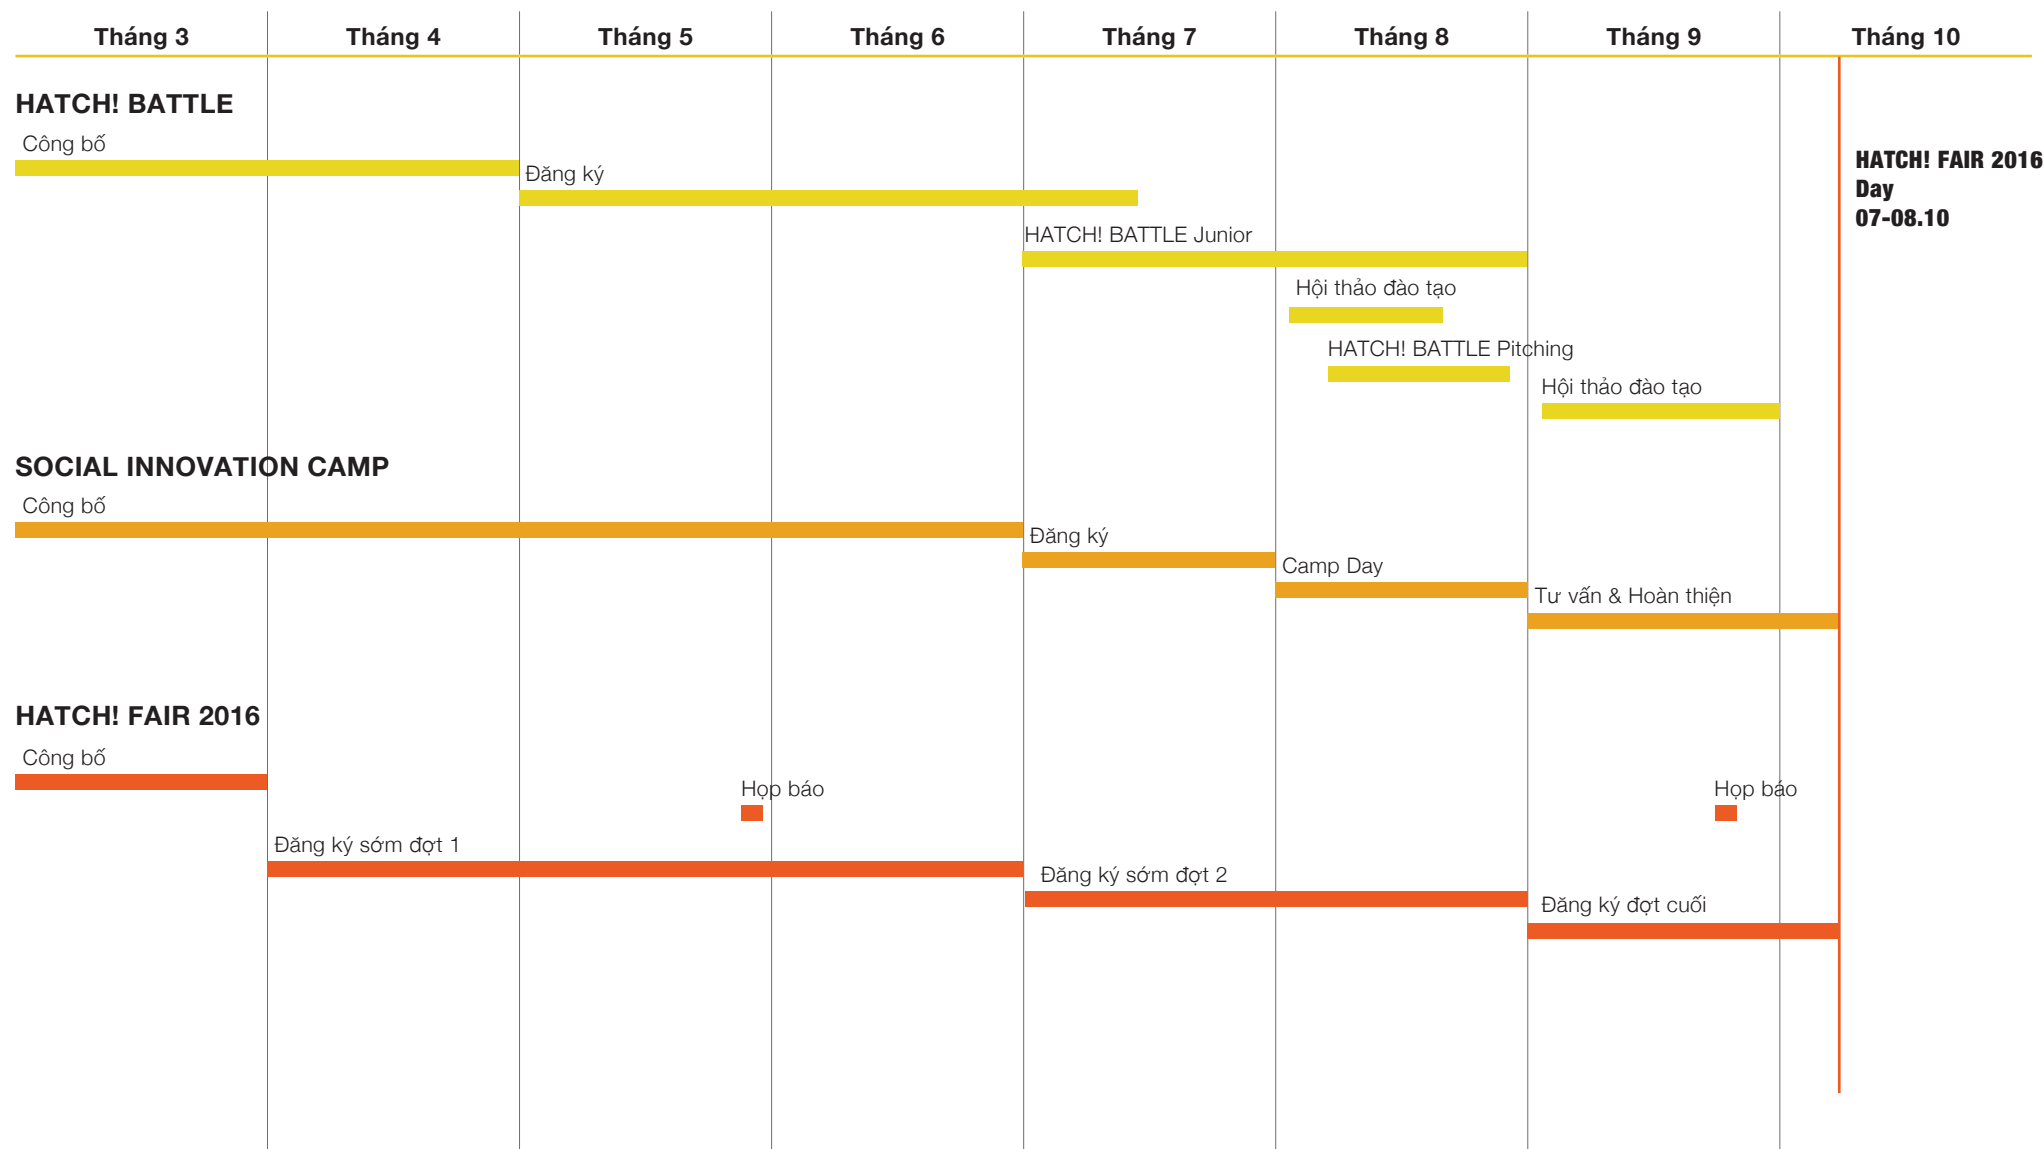 Tháng 3
Tháng 4
Tháng 5
Tháng 6
Tháng 7
Tháng 8
Tháng 9
Tháng 10
HATCH! BATTLE
Công bố
Đăng ký
HATCH! BATTLE Junior
Hội thảo đào tạo
HATCH! BATTLE Pitching
Hội thảo đào tạo
HATCH! FAIR 2016
Day
07-08.10
SOCIAL INNOVATION CAMP
Công bố
Đăng ký
Camp Day
Tư vấn & Hoàn thiện
HATCH! FAIR 2016
Công bố
Họp báo
Họp báo
Đăng ký sớm đợt 1
Đăng ký sớm đợt 2
Đăng ký đợt cuối